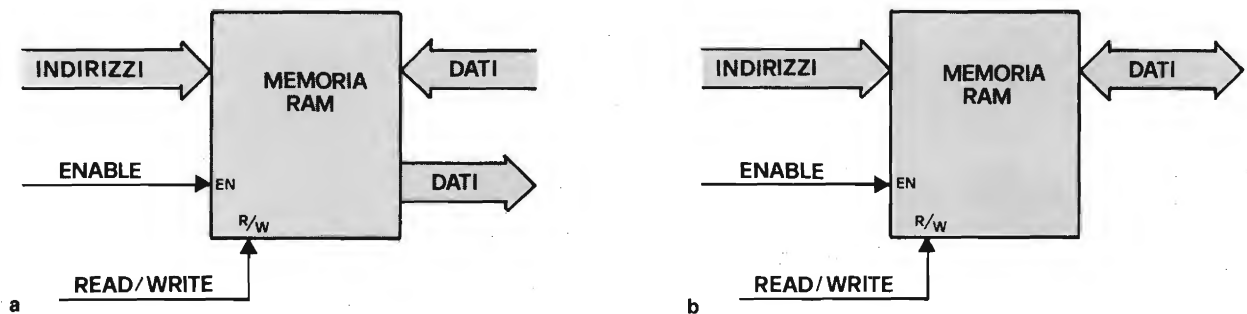 INDIRIZZI
MEMORIA
RAM
DATI
ENABLE
EN
DATI
R/W
READ/WRITE
a
INDIRIZZI
MEMORIA
RAM
DATI
ENABLE
EN
R/W
READ/WRITE
b